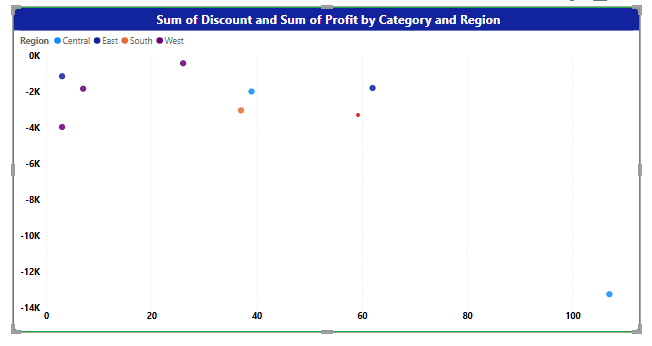 Sum of Discount and Sum of Profit by Category and Region
Region Central East South West
0K
-2K
-4K
-6K
-8K
-10K
-12K
-14K
0 20 40 60 80 100